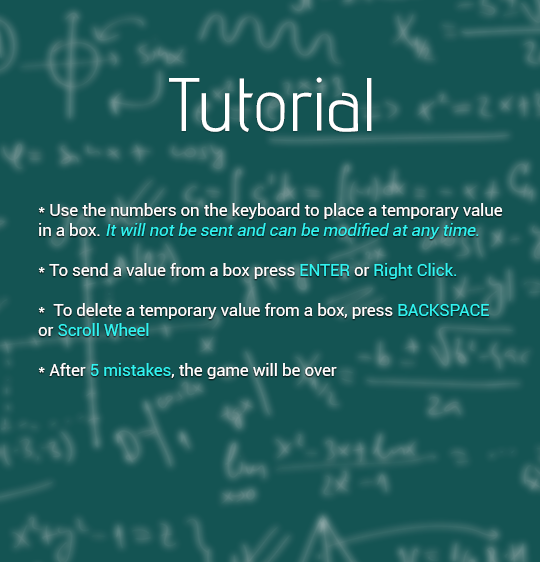 Tutorial
* Use the numbers on the keyboard to place a temporary value
in a box. It will not be sent and can be modified at any time.
* To send a value from a box press ENTER or Right Click.
* To delete a temporary value from a box, press BACKSPACE
or Scroll Wheel
* After 5 mistakes, the game will be over